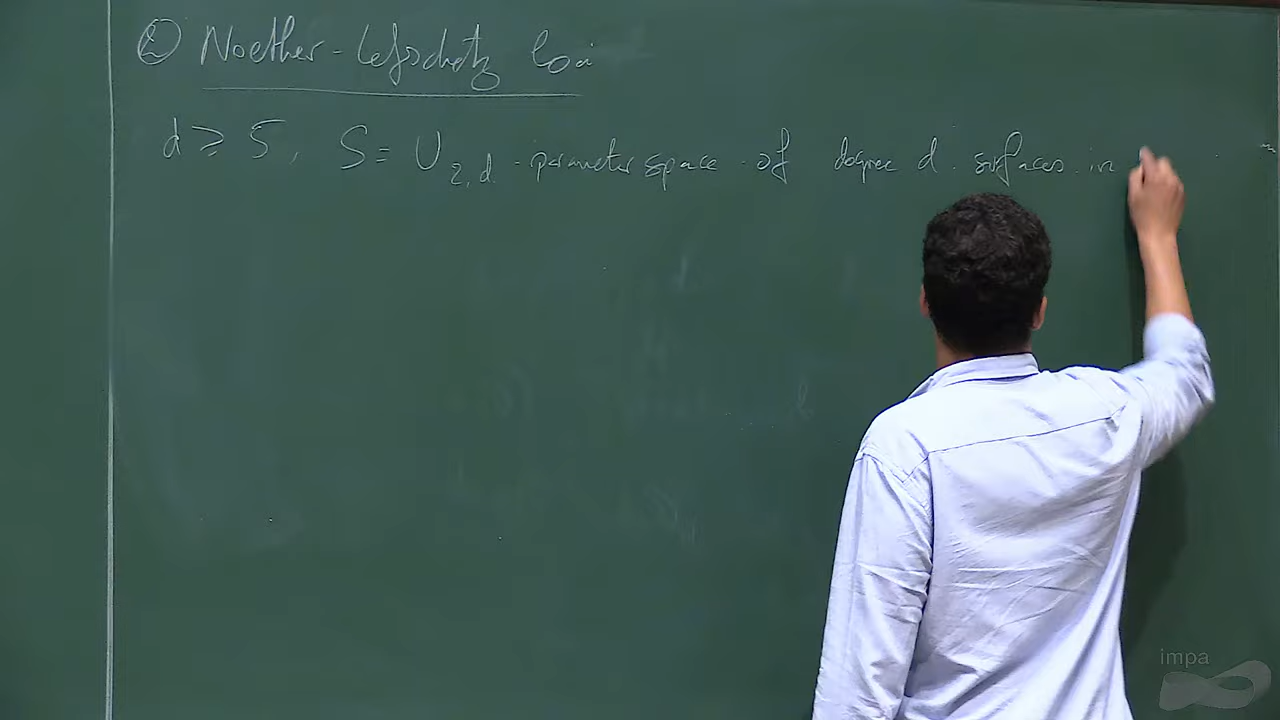 ② Noether-Lefschetz loci
d ≥ 5, S = U_{2,d} parameter space of degree d surfaces in
impa